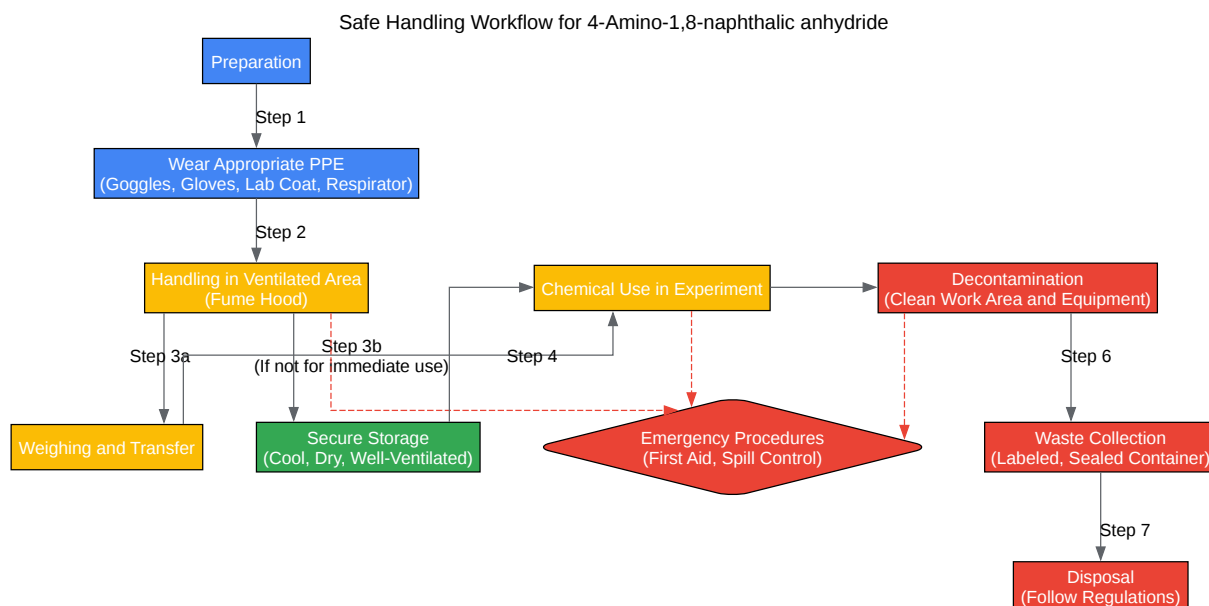 Safe Handling Workflow for 4-Amino-1,8-naphthalic anhydride
Preparation
Step 1
Wear Appropriate PPE
(Goggles, Gloves, Lab Coat, Respirator)
Step 2
Handling in Ventilated Area
(Fume Hood)
Chemical Use in Experiment
Decontamination
(Clean Work Area and Equipment)
Step 3a
Step 3b
(If not for immediate use)
Step 4
Step 6
Weighing and Transfer
Secure Storage
(Cool, Dry, Well-Ventilated)
Emergency Procedures
(First Aid, Spill Control)
Waste Collection
(Labeled, Sealed Container)
Step 7
Disposal
(Follow Regulations)